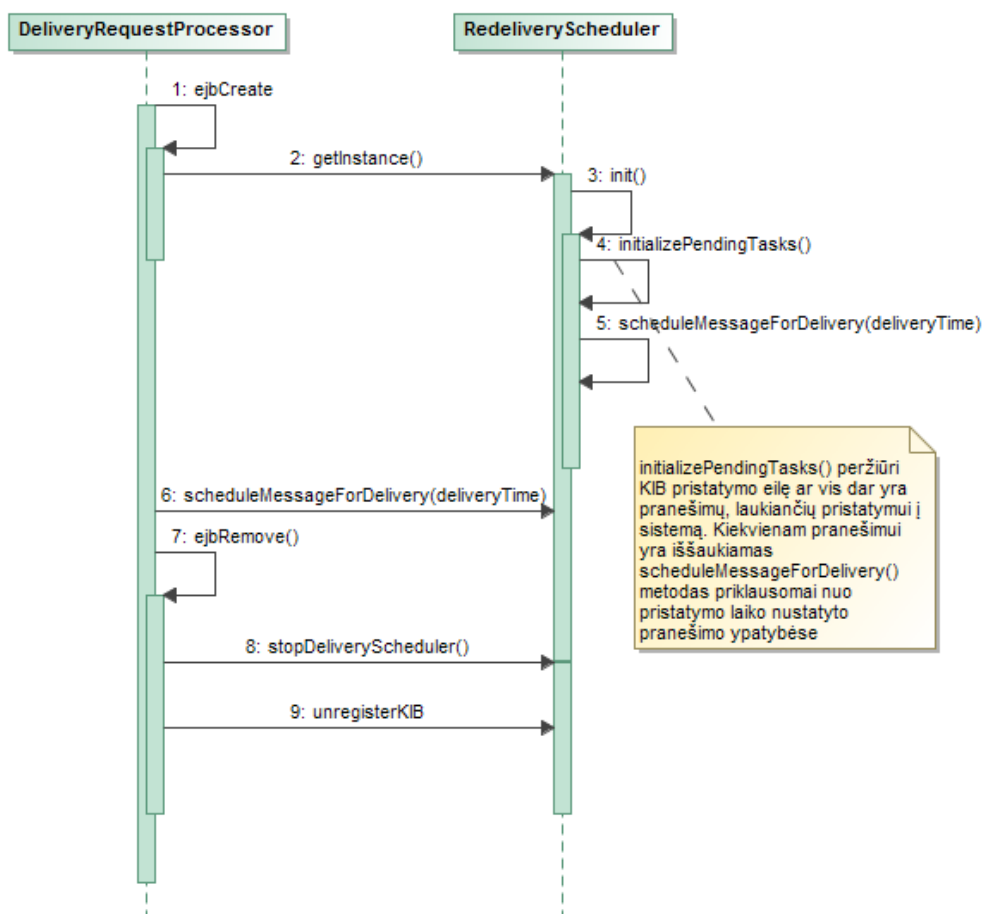 DeliveryRequestProcessor
RedeliveryScheduler
1: ejbCreate
2: getInstance()
3: init()
4: initializePendingTasks()
5: scheduleMessageForDelivery(deliveryTime)
initializePendingTasks() peržiūri
KIB pristatymo eilę ar vis dar yra
pranešimų, laukiančių pristatymui į
sistemą. Kiekvienam pranešimui
yra iššaukiamas
scheduleMessageForDelivery()
metodas priklausomai nuo
pristatymo laiko nustatyto
pranešimo ypatybėse
6: scheduleMessageForDelivery(deliveryTime)
7: ejbRemove()
8: stopDeliveryScheduler()
9: unregisterKIB